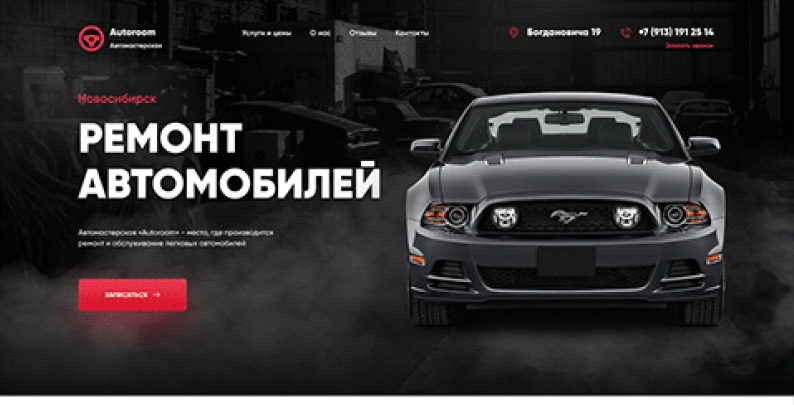 Autoroom
Автомастерская
Услуги и цены
О нас
Отзывы
Контакты
Богдановича 19
+7 (913) 191 25 14
Заказать звонок
Новосибирск
РЕМОНТ
АВТОМОБИЛЕЙ
Автомастерская «Autoroom» - место, где производится
ремонт и обслуживание легковых автомобилей
ЗАПИСАТЬСЯ →